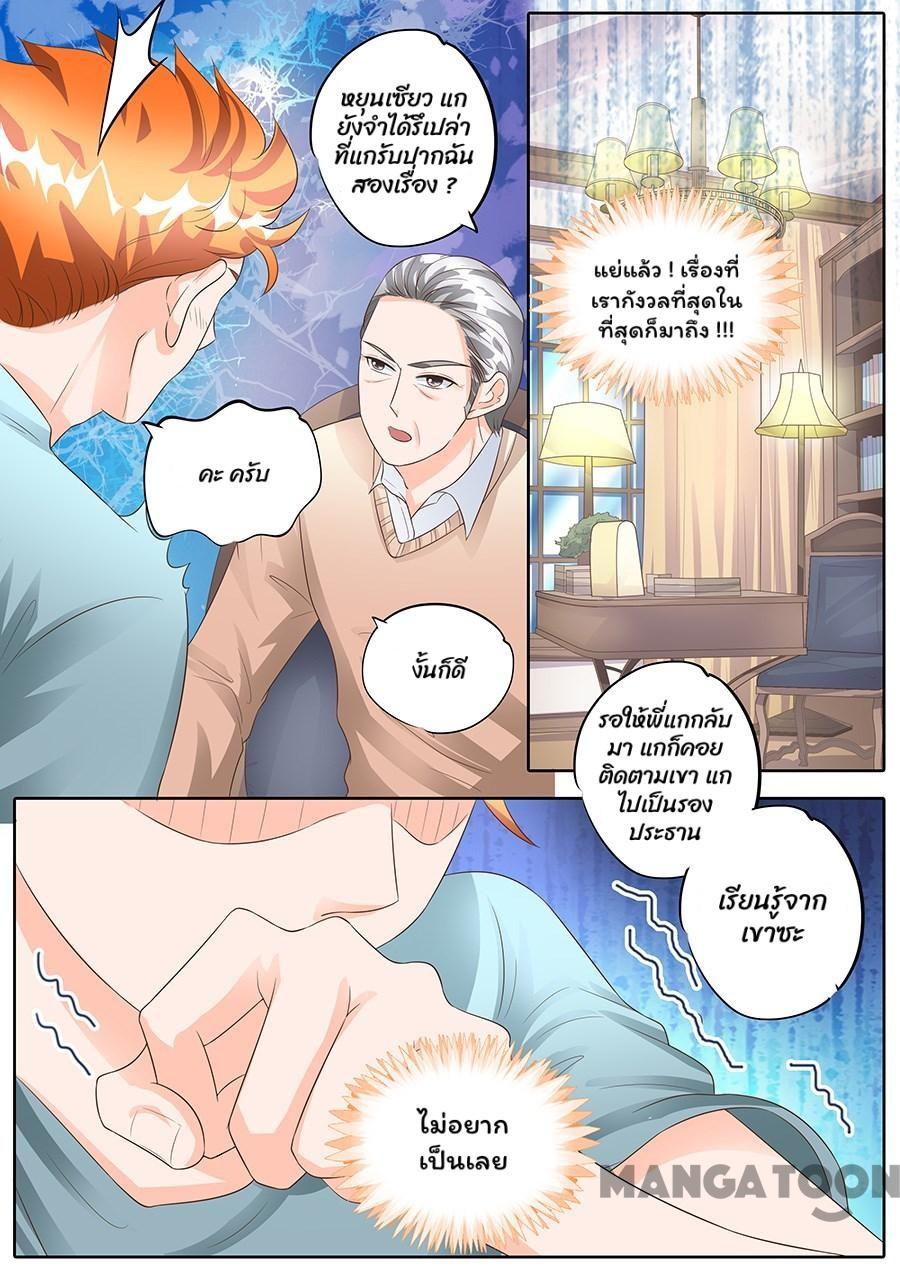 หยุนเซียว แก
ยังจำได้รึเปล่า
ที่แกรับปากฉัน
สองเรื่อง ?
คะ ครับ
งั้นก็ดี
แย่แล้ว ! เรื่องที่
เรากังวลที่สุดใน
ที่สุดก็มาถึง !!!
รอให้พี่แกกลับ
มา แกก็คอย
ติดตามเขา แก
ไปเป็นรอง
ประธาน
เรียนรู้จาก
เขาซะ
ไม่อยาก
เป็นเลย
MANGATOON